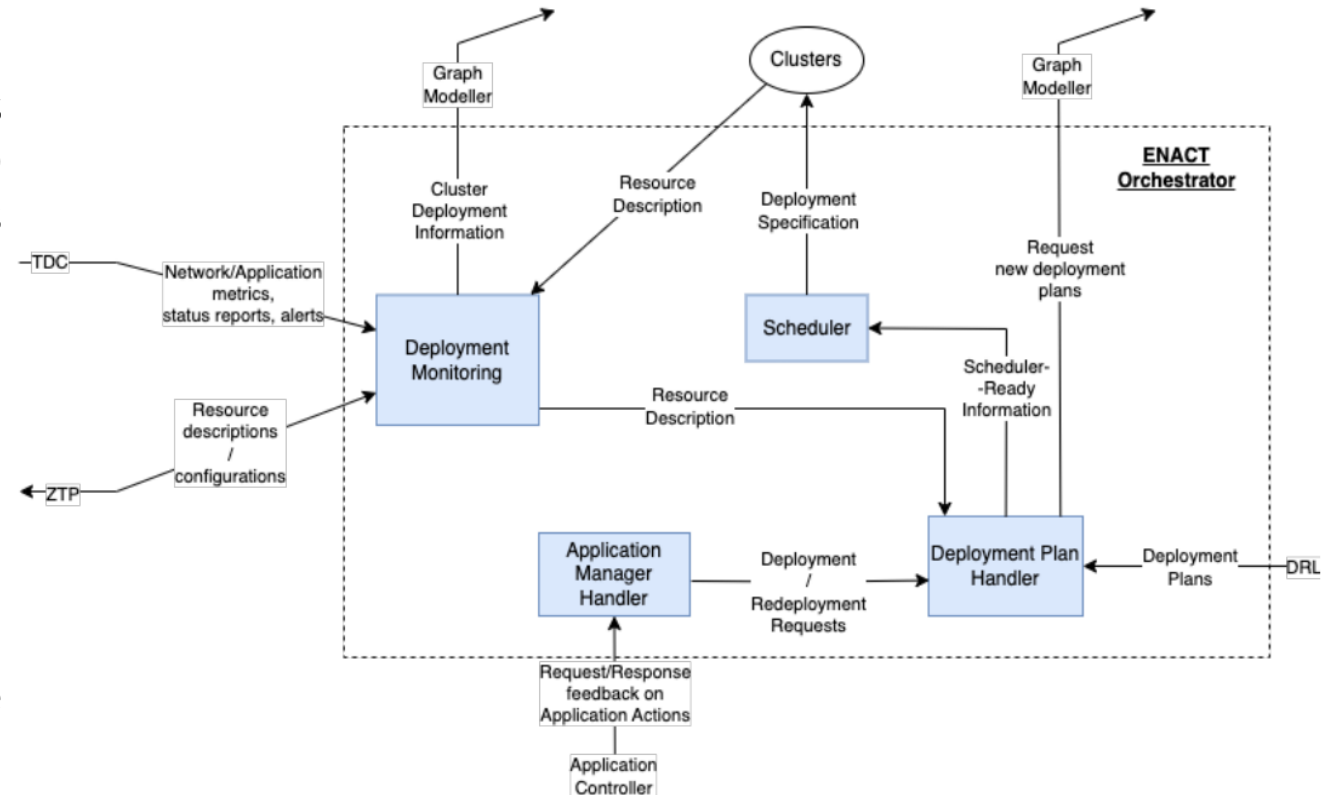 Graph
Modeller
Clusters
Graph
Modeller
ENACT
Orchestrator
Cluster
Deployment
Information
Resource
Description
Deployment
Specification
Request
new deployment
plans
TDC
Network/Application
metrics,
status reports, alerts
Deployment
Monitoring
Scheduler
Scheduler-
-Ready
Information
Resource
Description
Resource
descriptions
/
configurations
ZTP
Application
Manager
Handler
Deployment
/
Redeployment
Requests
Deployment Plan
Handler
Deployment
Plans
DRL
Request/Response
feedback on
Application Actions
Application
Controller